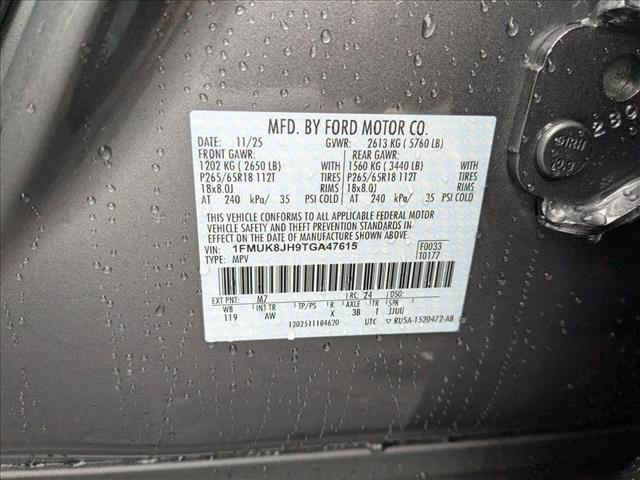 MFD. BY FORD MOTOR CO.
DATE: 11/25 GVWR: 2613 KG ( 5760 LB)
FRONT GAWR: REAR GAWR:
1202 KG ( 2650 LB) WITH 1560 KG ( 3440 LB) WITH
P265/65R18 112T TIRES P265/65R18 112T TIRES
18x8.0J RIMS 18x8.0J RIMS
AT 240 kPa/ 35 PSI COLD AT 240 kPa/ 35 PSI COLD
THIS VEHICLE CONFORMS TO ALL APPLICABLE FEDERAL MOTOR
VEHICLE SAFETY AND THEFT PREVENTION STANDARDS IN
EFFECT ON THE DATE OF MANUFACTURE SHOWN ABOVE.
VIN: 1FMUK8JH9TGA47615 F0033
TYPE: MPV T0177
EXT PNT: M7 RC: 24 DSO:
WB INT TR TP/PS R AXLE TR SPR
119 AW X 3B I JJUU
1202511184620 UTC ▽ RU5A-1520472-AB